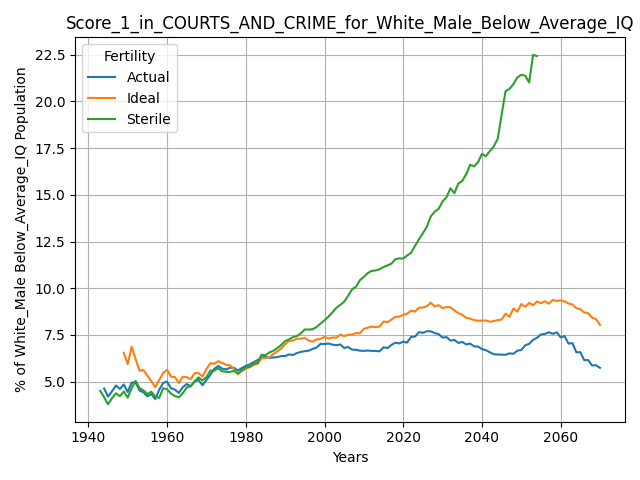 Score_1_in_COURTS_AND_CRIME_for_White_Male_Below_Average_IQ
Fertility
Actual
Ideal
Sterile
% of White_Male Below_Average_IQ Population
22.5
20.0
17.5
15.0
12.5
10.0
7.5
5.0
1940 1960 1980 2000 2020 2040 2060
Years